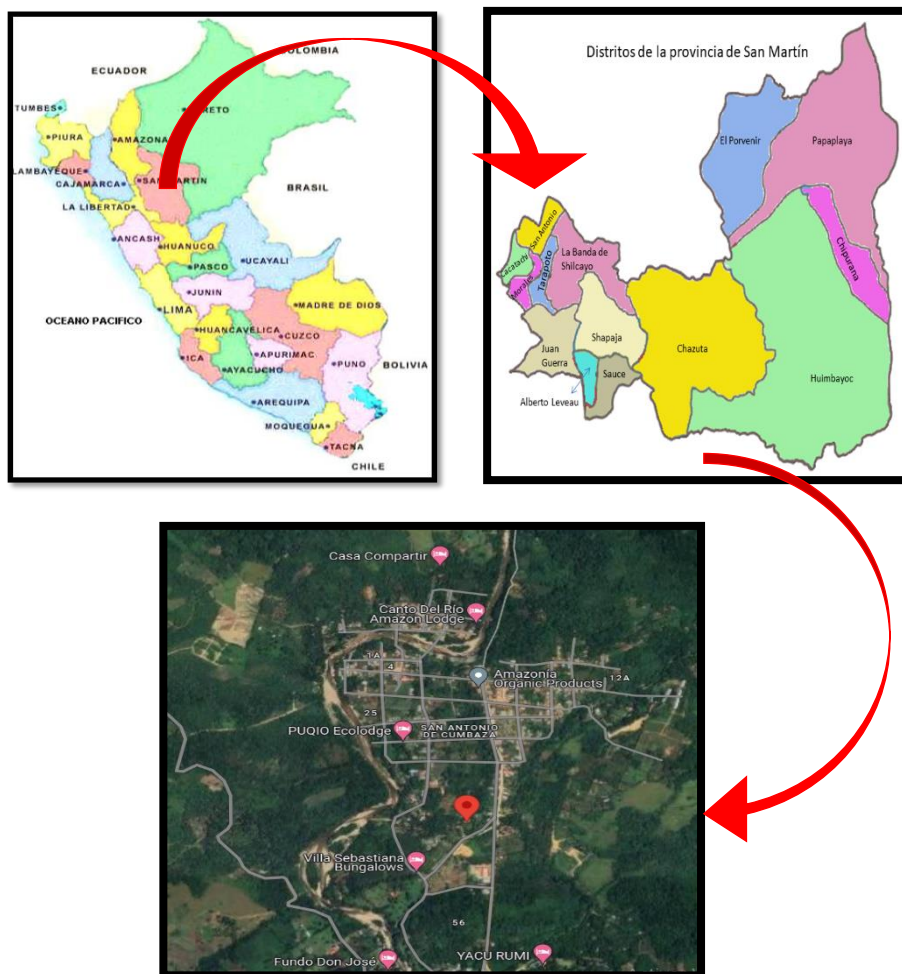 COLOMBIA
ECUADOR
TUMBES
LORETO
PIURA
AMAZONA
LAMBAYEQUE
SAN MARTIN
CAJAMARCA
BRASIL
LA LIBERTAD
ANCASH
HUANUCO
PASCO
UCAYALI
JUNIN
MADRE DE DIOS
LIMA
OCEANO PACIFICO
HUANCAVELICA
CUZCO
ICA
APURIMAC
PUNO
BOLIVIA
AYACUCHO
AREQUIPA
MOQUEGUA
TACNA
CHILE
Distritos de la provincia de San Martín
El Porvenir
Papaplaya
San Antonio
La Banda de
Shilcayo
Cacatachi
Morales
Tarapoto
Chipurana
Juan
Guerra
Shapaja
Chazuta
Sauce
Huimbayoc
Alberto Leveau
Casa Compartir
Canto Del Río
Amazon Lodge
1A
4
Amazonia
Organic Products
12A
25
PUQIO Ecolodge
SAN ANTONIO
DE CUMBAZA
Villa Sebastiana
Bungalows
56
Fundo Don José
YACU RUMI